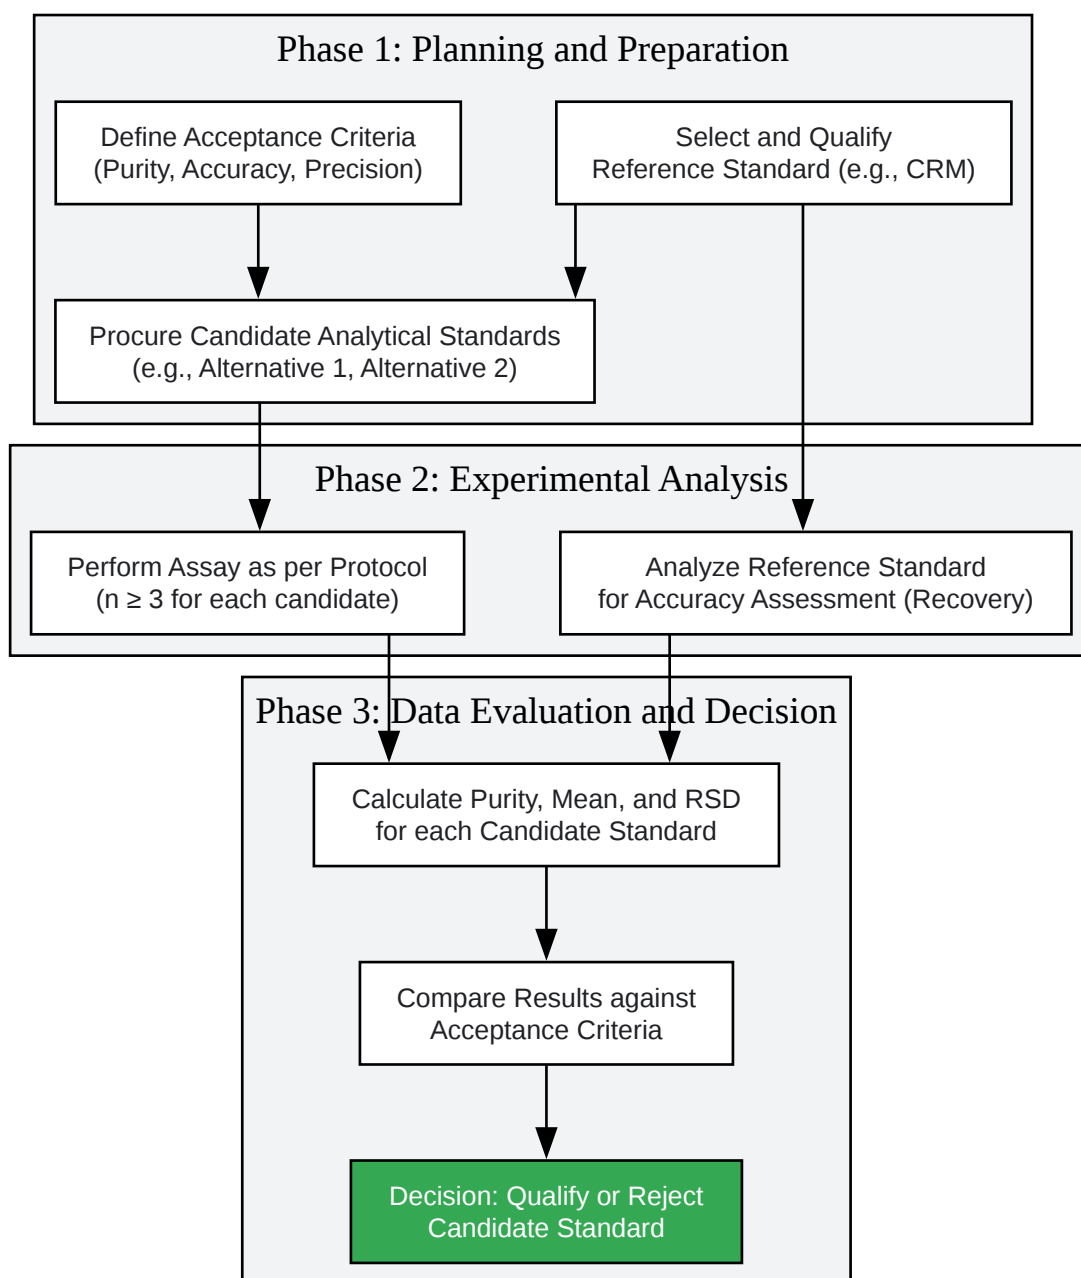 Phase 1: Planning and Preparation
Define Acceptance Criteria
(Purity, Accuracy, Precision)
Select and Qualify
Reference Standard (e.g., CRM)
Procure Candidate Analytical Standards
(e.g., Alternative 1, Alternative 2)
Phase 2: Experimental Analysis
Perform Assay as per Protocol
(n ≥ 3 for each candidate)
Analyze Reference Standard
for Accuracy Assessment (Recovery)
Phase 3: Data Evaluation and Decision
Calculate Purity, Mean, and RSD
for each Candidate Standard
Compare Results against
Acceptance Criteria
Decision: Qualify or Reject
Candidate Standard